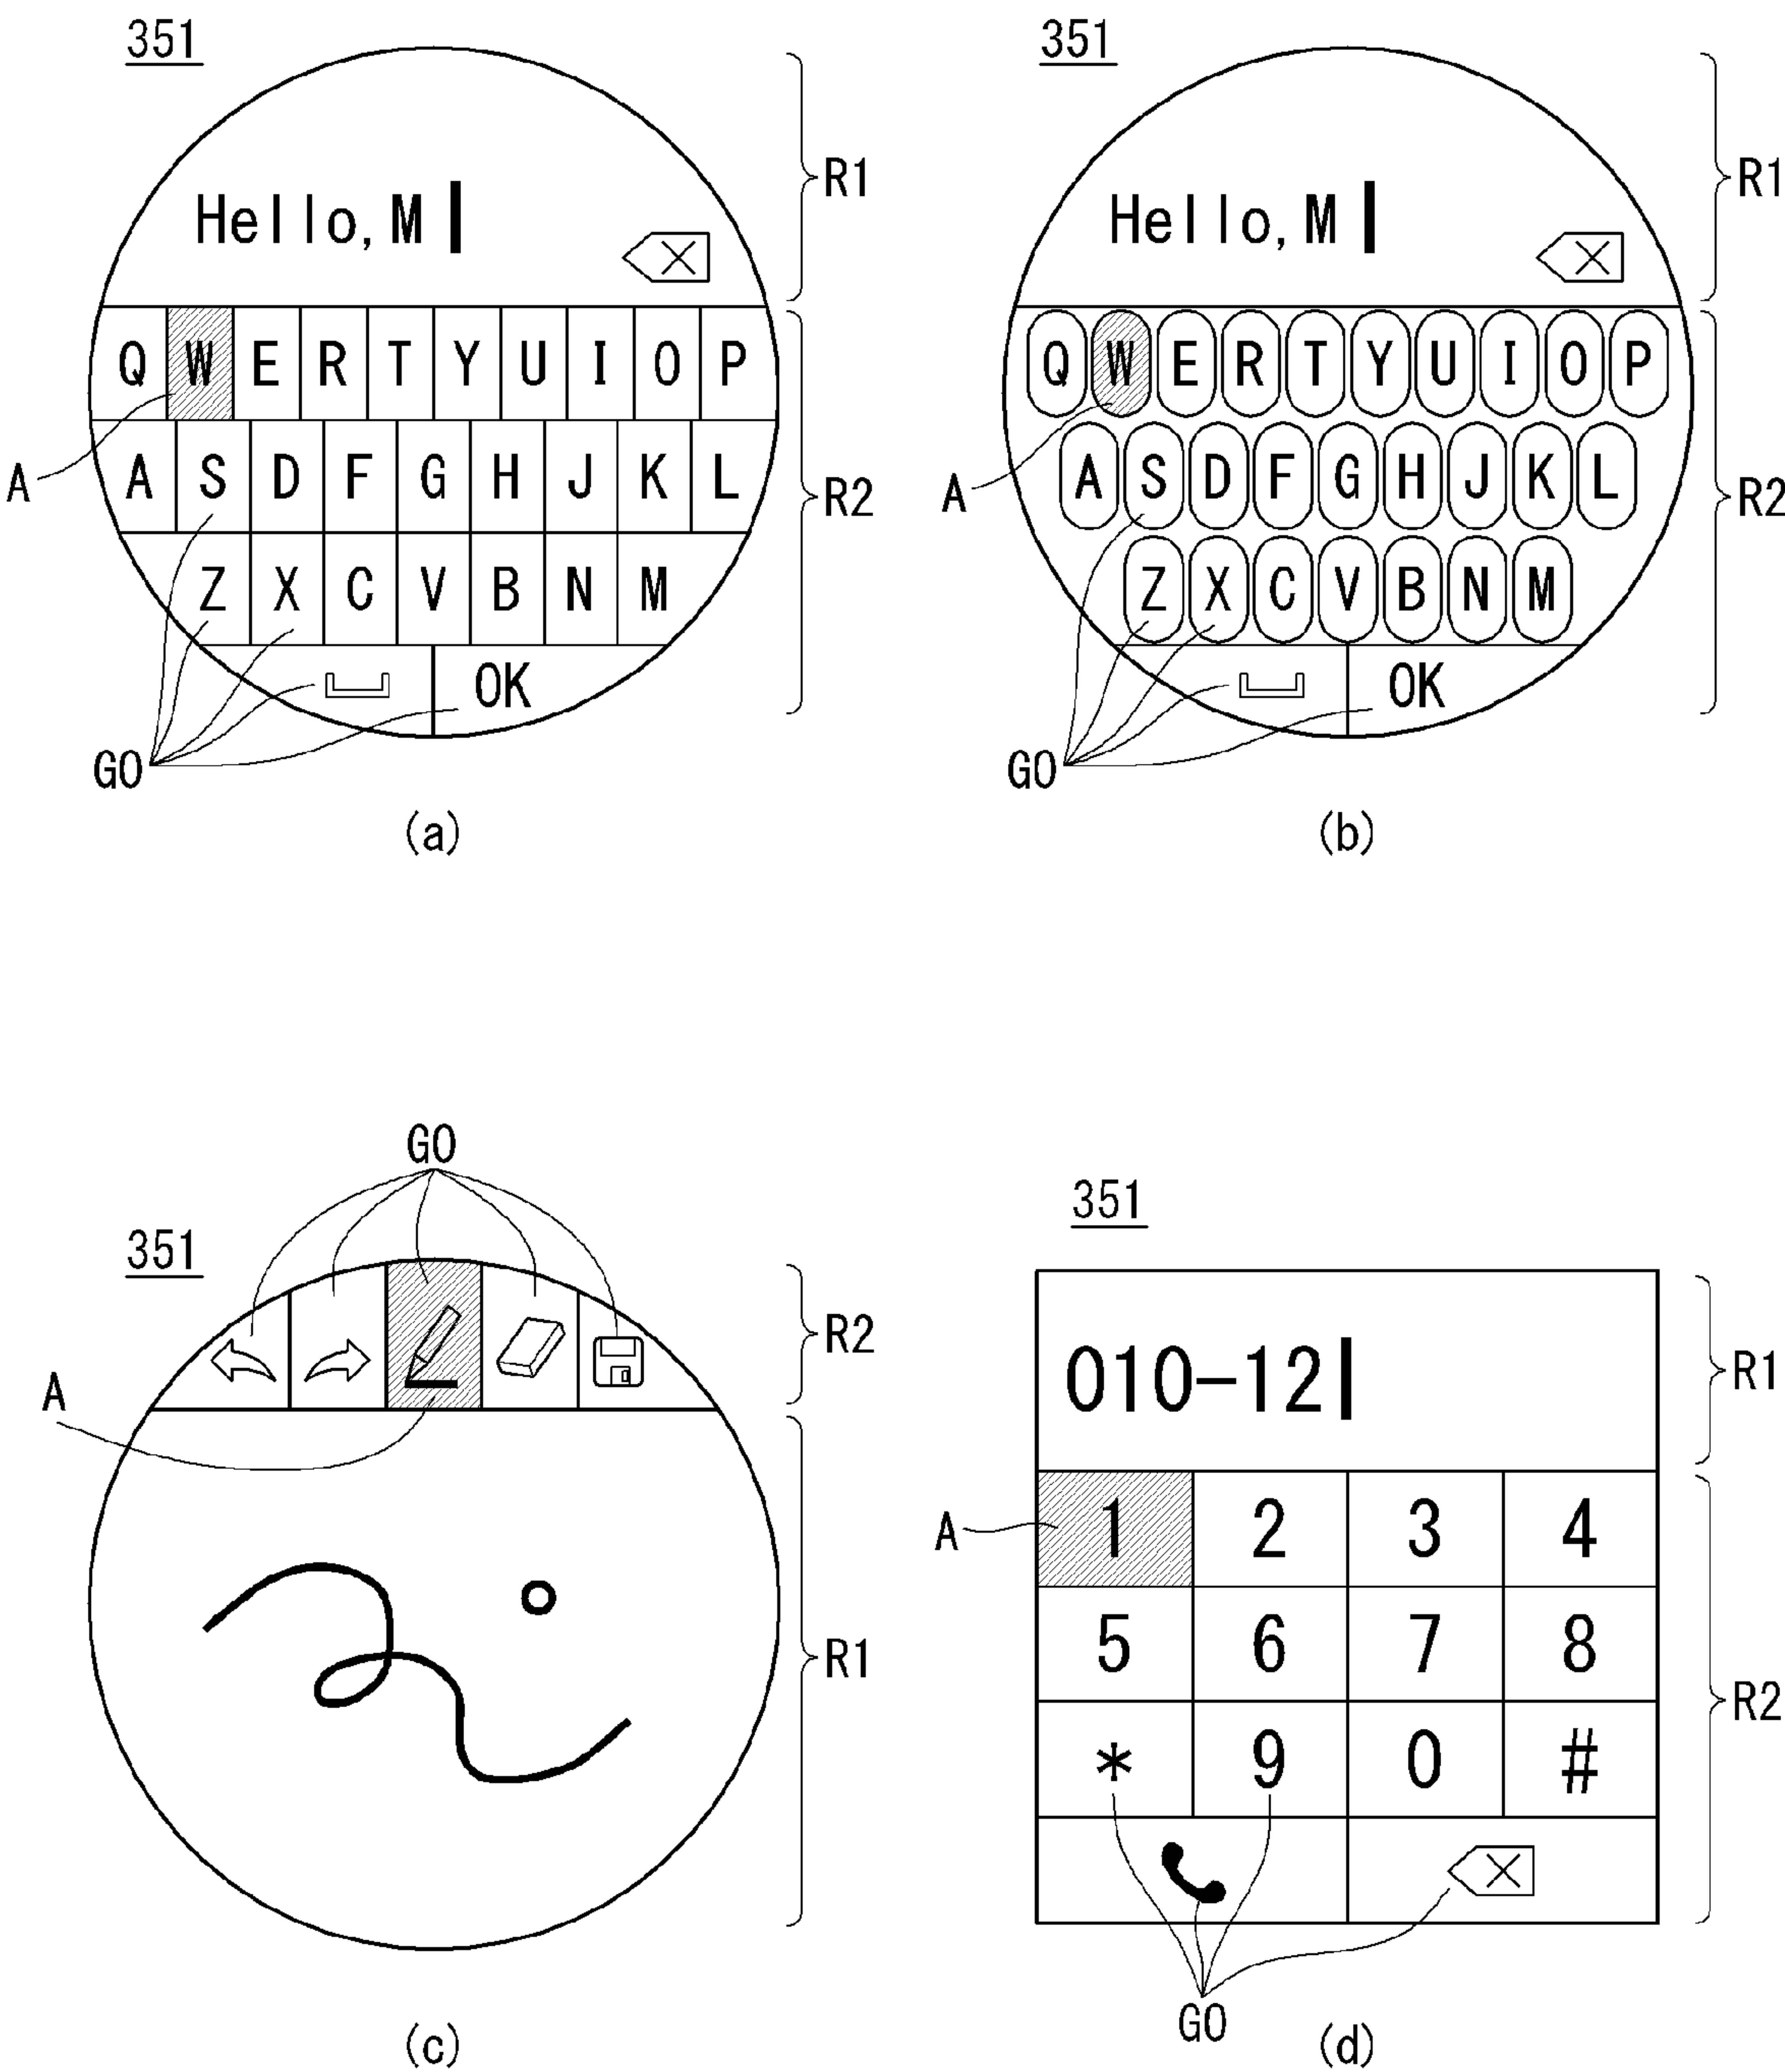 351
Hello, M
R1
Q W E R T Y U I O P
A
A S D F G H J K L
R2
Z X C V B N M
OK
GO
(a)
351
Hello, M
R1
Q W E R T Y U I O P
A
A S D F G H J K L
R2
Z X C V B N M
OK
GO
(b)
GO
351
R2
A
R1
(c)
351
010-12
R1
A
1 2 3 4
5 6 7 8
R2
* 9 0 #
GO
(d)